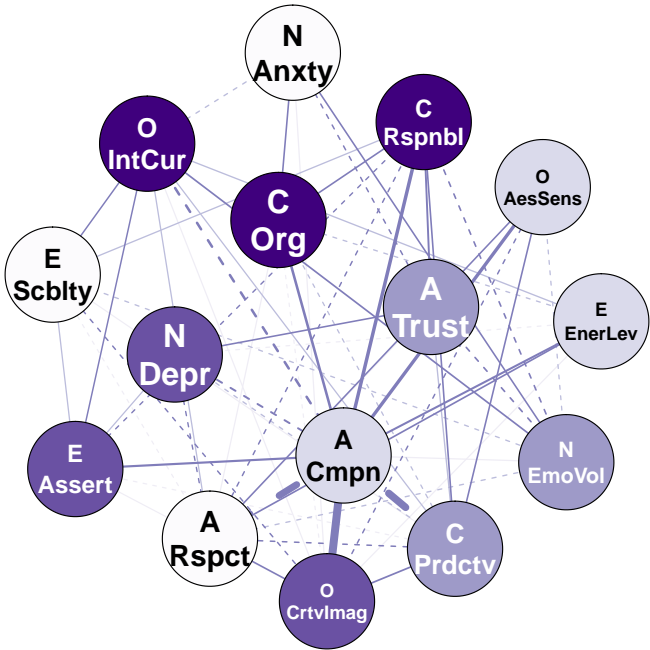 N
Anxty
C
Rspnbl
O
IntCur
O
AesSens
C
Org
E
Scblty
A
Trust
E
EnerLev
N
Depr
A
Cmpn
N
EmoVol
E
Assert
A
Rspct
C
Prdctv
O
CrtvImag